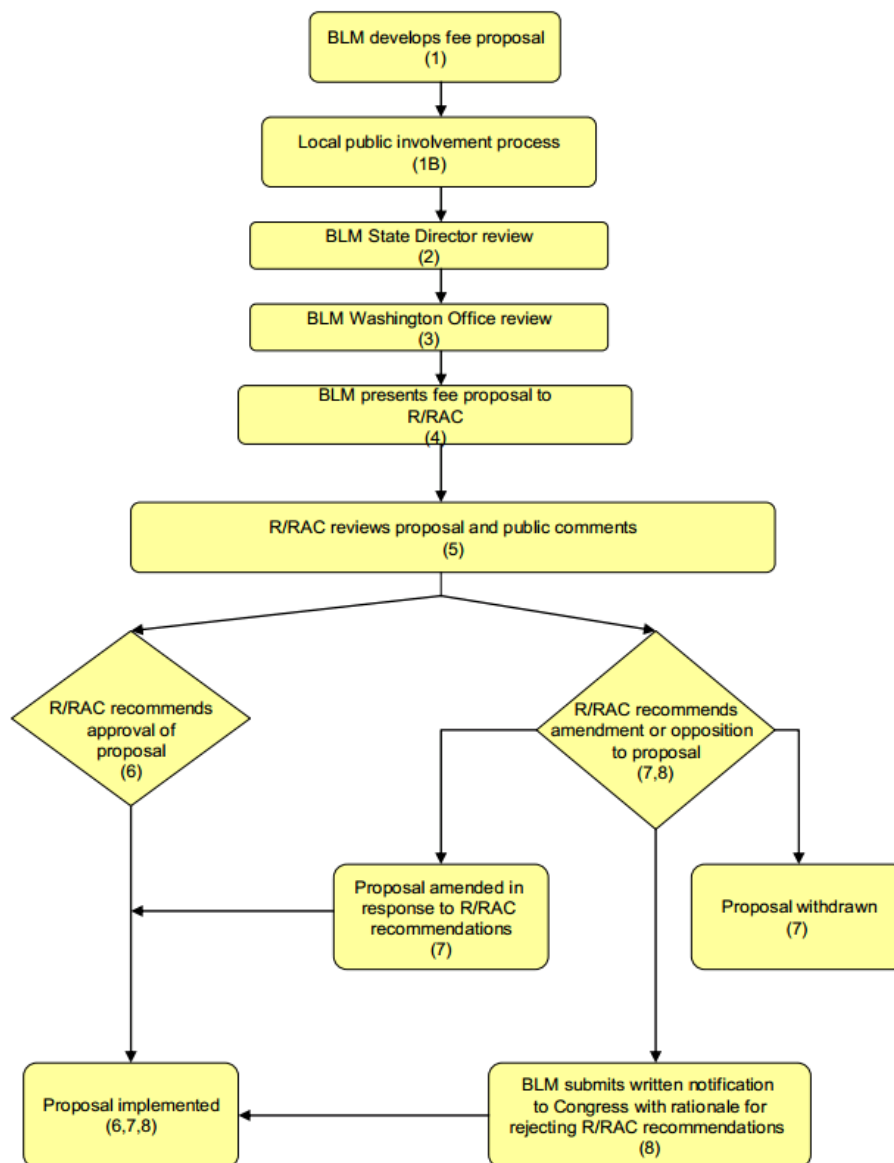 BLM develops fee proposal
(1)
Local public involvement process
(1B)
BLM State Director review
(2)
BLM Washington Office review
(3)
BLM presents fee proposal to
R/RAC
(4)
R/RAC reviews proposal and public comments
(5)
R/RAC recommends
approval of
proposal
(6)
R/RAC recommends
amendment or opposition
to proposal
(7,8)
Proposal amended in
response to R/RAC
recommendations
(7)
Proposal withdrawn
(7)
Proposal implemented
(6,7,8)
BLM submits written notification
to Congress with rationale for
rejecting R/RAC recommendations
(8)